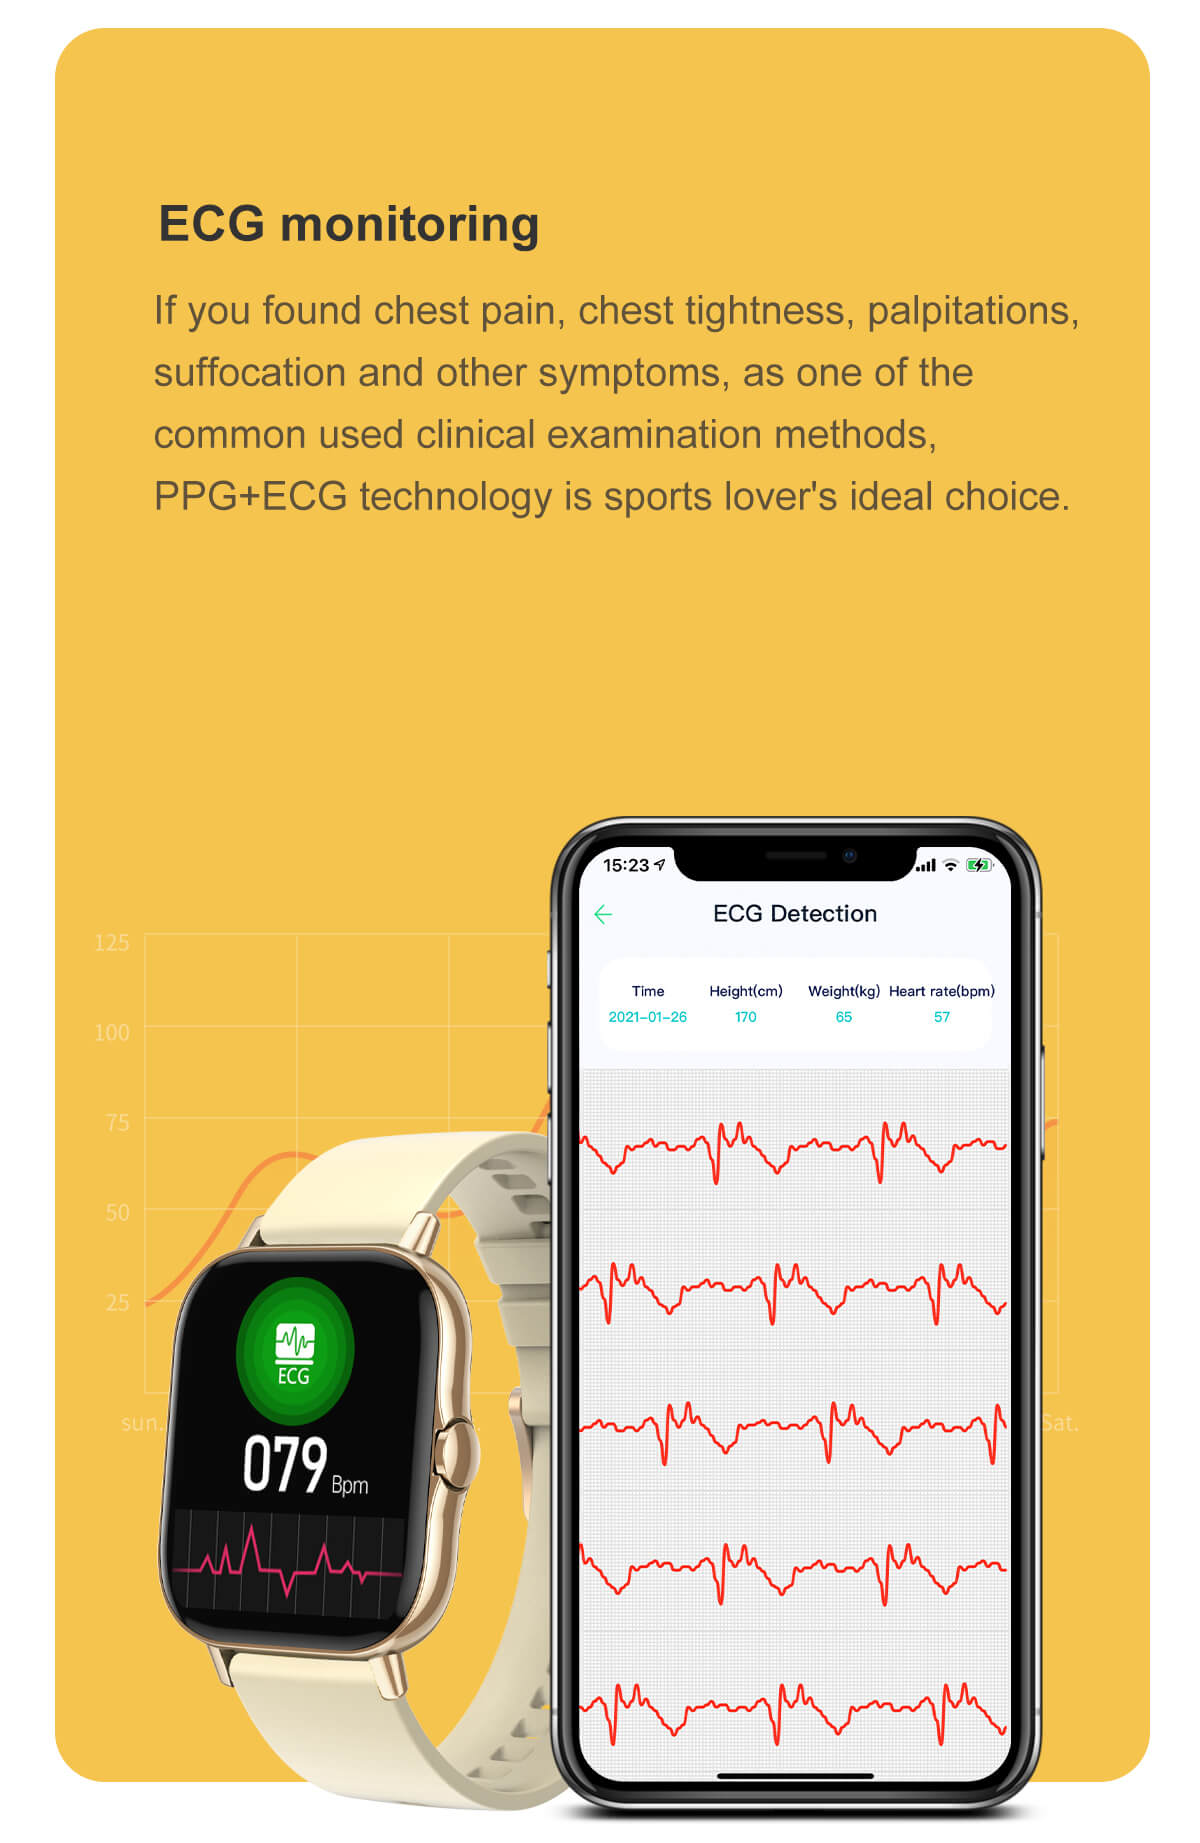 ECG monitoring
If you found chest pain, chest tightness, palpitations,
suffocation and other symptoms, as one of the
common used clinical examination methods,
PPG+ECG technology is sports lover's ideal choice.
15:23
ECG Detection
Time Height(cm) Weight(kg) Heart rate(bpm)
2021-01-26 170 65 57
125
100
75
50
25
sun.
Sat.
ECG
079 Bpm